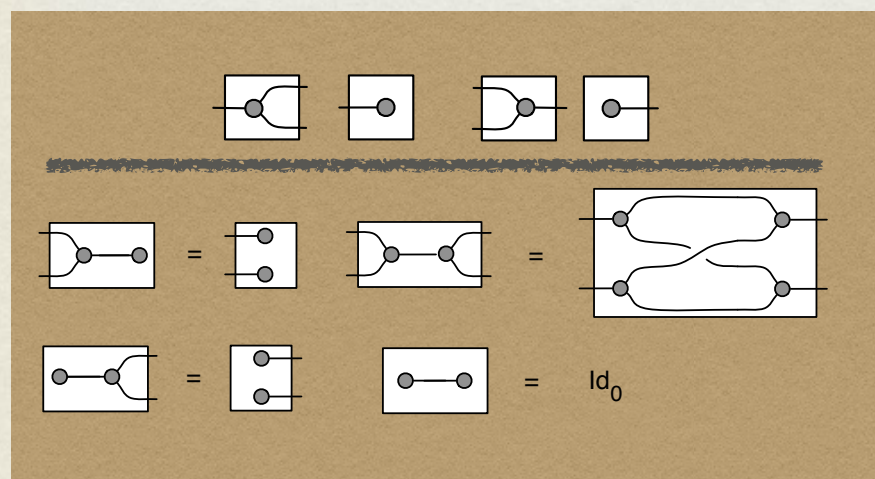 =
=
=
= Id0